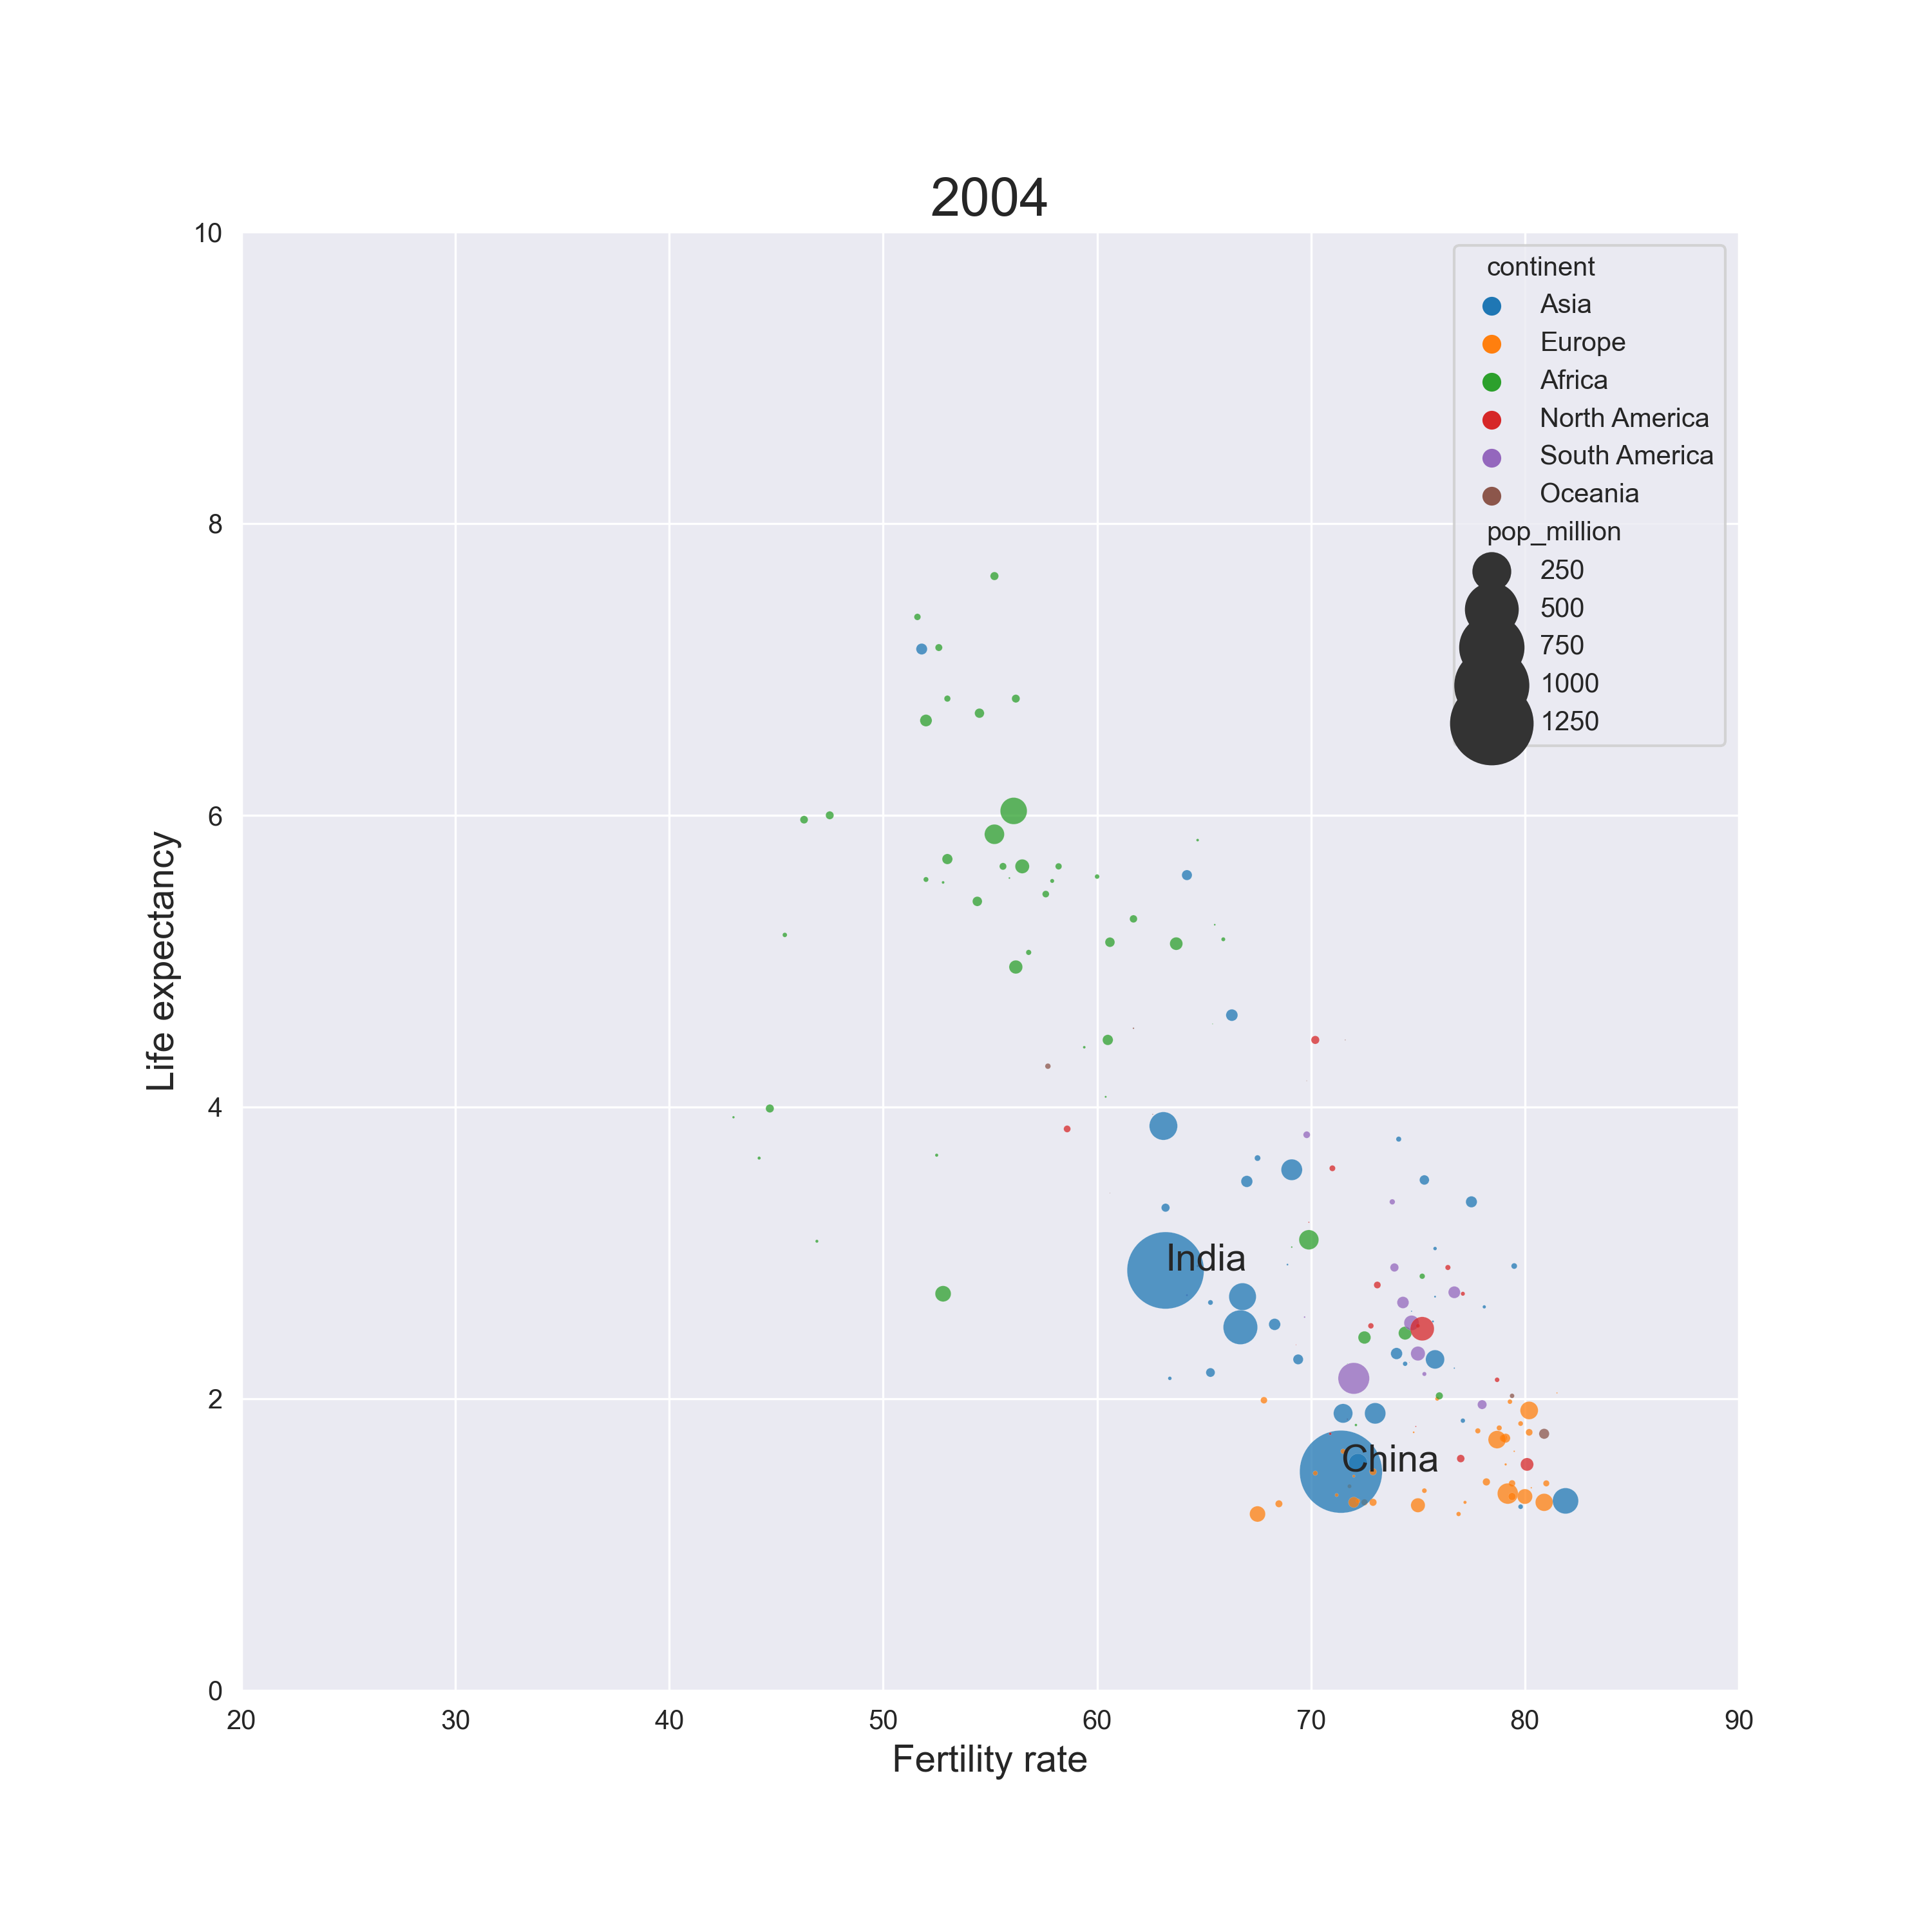 2004
10
8
6
4
2
0
Life expectancy
20 30 40 50 60 70 80 90
Fertility rate
India
China
continent
Asia
Europe
Africa
North America
South America
Oceania
pop_million
250
500
750
1000
1250